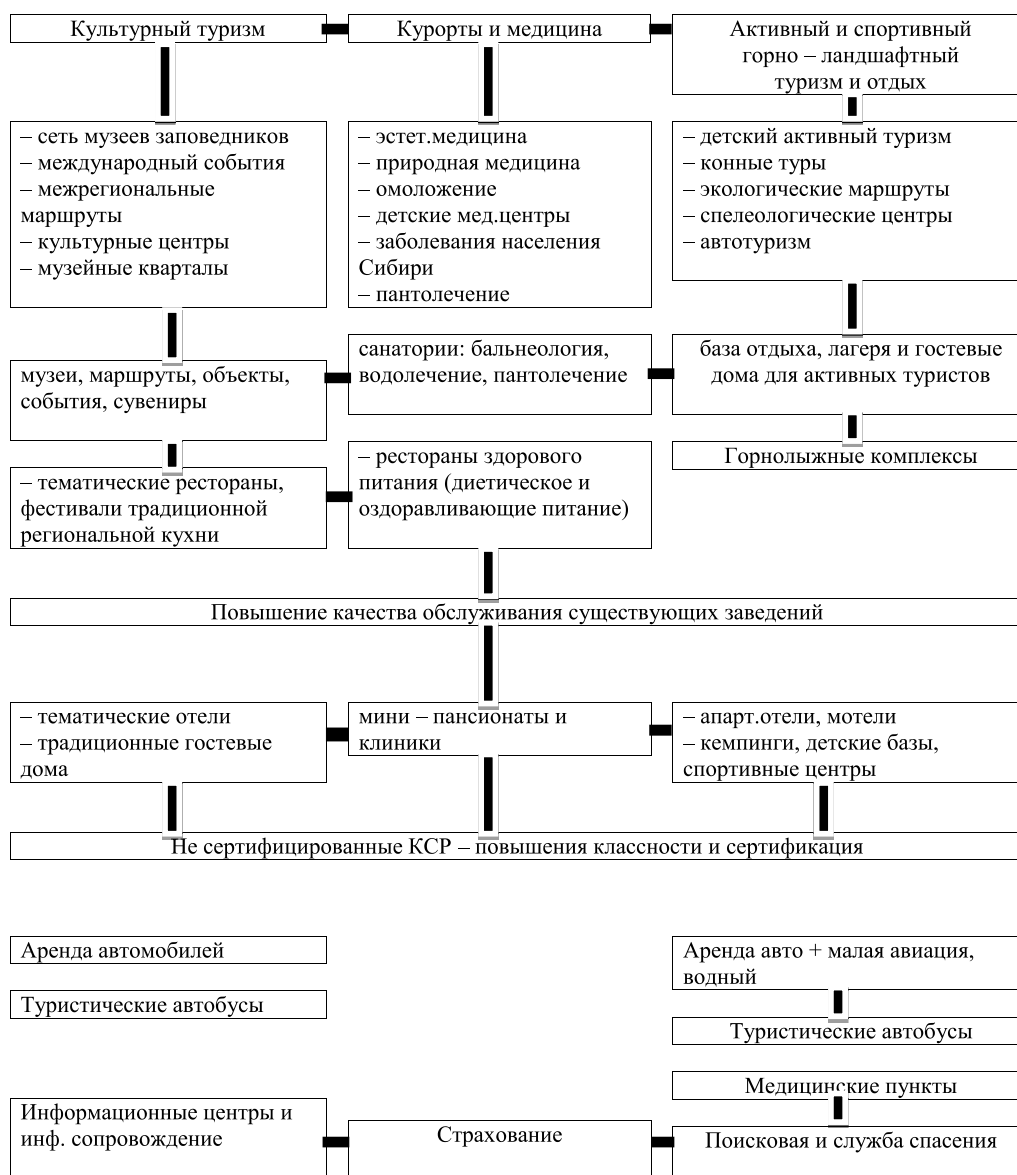 Культурный туризм
Курорты и медицина
Активный и спортивный
горно – ландшафтный
туризм и отдых
– сеть музеев заповедников
– международный события
– межрегиональные
маршруты
– культурные центры
– музейные кварталы
– эстет.медицина
– природная медицина
– омоложение
– детские мед.центры
– заболевания населения
Сибири
– пантолечение
– детский активный туризм
– конные туры
– экологические маршруты
– спелеологические центры
– автотуризм
музеи, маршруты, объекты,
события, сувениры
санатории: бальнеология,
водолечение, пантолечение
база отдыха, лагеря и гостевые
дома для активных туристов
Горнолыжные комплексы
– тематические рестораны,
фестивали традиционной
региональной кухни
– рестораны здорового
питания (диетическое и
оздоравливающие питание)
Повышение качества обслуживания существующих заведений
– тематические отели
– традиционные гостевые
дома
мини – пансионаты и
клиники
– апарт.отели, мотели
– кемпинги, детские базы,
спортивные центры
Не сертифицированные КСР – повышения классности и сертификация
Аренда автомобилей
Туристические автобусы
Аренда авто + малая авиация,
водный
Туристические автобусы
Медицинские пункты
Информационные центры и
инф. сопровождение
Страхование
Поисковая и служба спасения